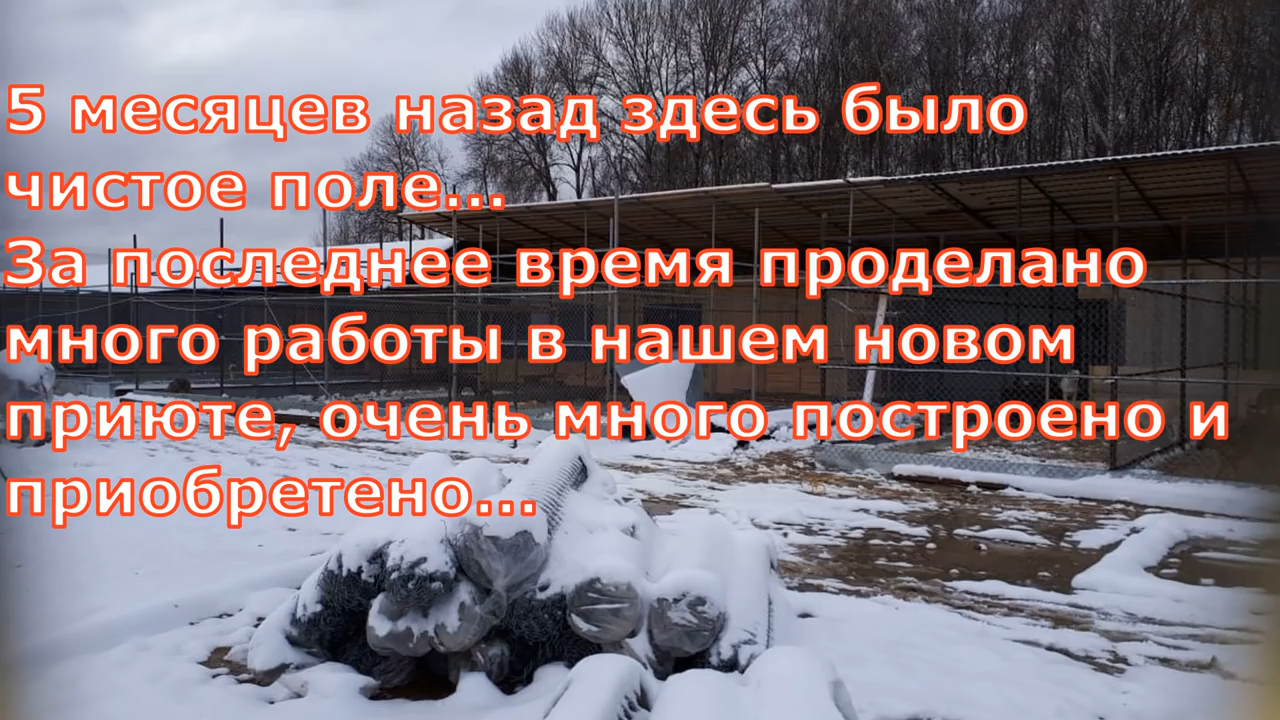 5 месяцев назад здесь было
чистое поле...
За последнее время проделано
много работы в нашем новом
приюте, очень много построено и
приобретено...